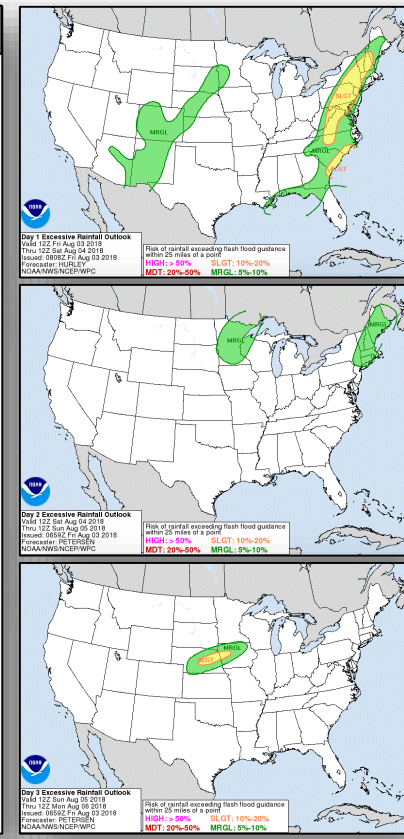 MRGL
SLGT
MRGL
SLGT
NOAA
Day 1 Excessive Rainfall Outlook
Valid 12Z Fri Aug 03 2018
Thru 12Z Sat Aug 04 2018
Issued: 0808Z Fri Aug 03 2018
Forecaster: HURLEY
NOAA/NWS/NCEP/WPC
Risk of rainfall exceeding flash flood guidance
within 25 miles of a point
HIGH: > 50% SLGT: 10%-20%
MDT: 20%-50% MRGL: 5%-10%
MRGL
MRGL
NOAA
Day 2 Excessive Rainfall Outlook
Valid 12Z Sat Aug 04 2018
Thru 12Z Sun Aug 05 2018
Issued: 0659Z Fri Aug 03 2018
Forecaster: PETERSEN
NOAA/NWS/NCEP/WPC
Risk of rainfall exceeding flash flood guidance
within 25 miles of a point
HIGH: > 50% SLGT: 10%-20%
MDT: 20%-50% MRGL: 5%-10%
MRGL
SLGT
NOAA
Day 3 Excessive Rainfall Outlook
Valid 12Z Sun Aug 05 2018
Thru 12Z Mon Aug 06 2018
Issued: 0659Z Fri Aug 03 2018
Forecaster: PETERSEN
NOAA/NWS/NCEP/WPC
Risk of rainfall exceeding flash flood guidance
within 25 miles of a point
HIGH: > 50% SLGT: 10%-20%
MDT: 20%-50% MRGL: 5%-10%